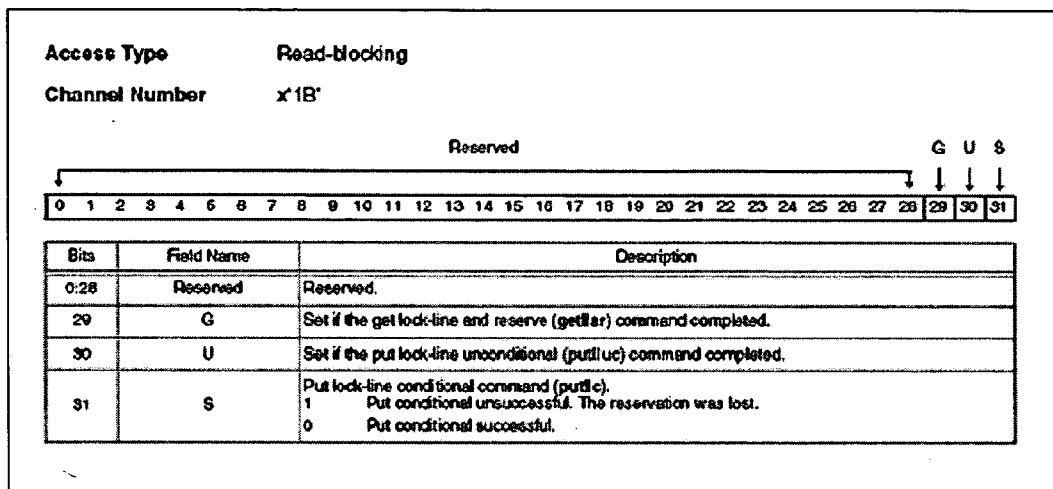 Access Type Read-blocking
Channel Number x'1B'
Reserved G U S
0 1 2 3 4 5 6 7 8 9 10 11 12 13 14 15 16 17 18 19 20 21 22 23 24 25 26 27 28 29 30 31
Bits Field Name Description
0:28 Reserved Reserved.
29 G Set if the get lock-line and reserve (getllar) command completed.
30 U Set if the put lock-line unconditional (putlluc) command completed.
Put lock-line conditional command (putllc).
31 S 1 Put conditional unsuccessful. The reservation was lost.
0 Put conditional successful.